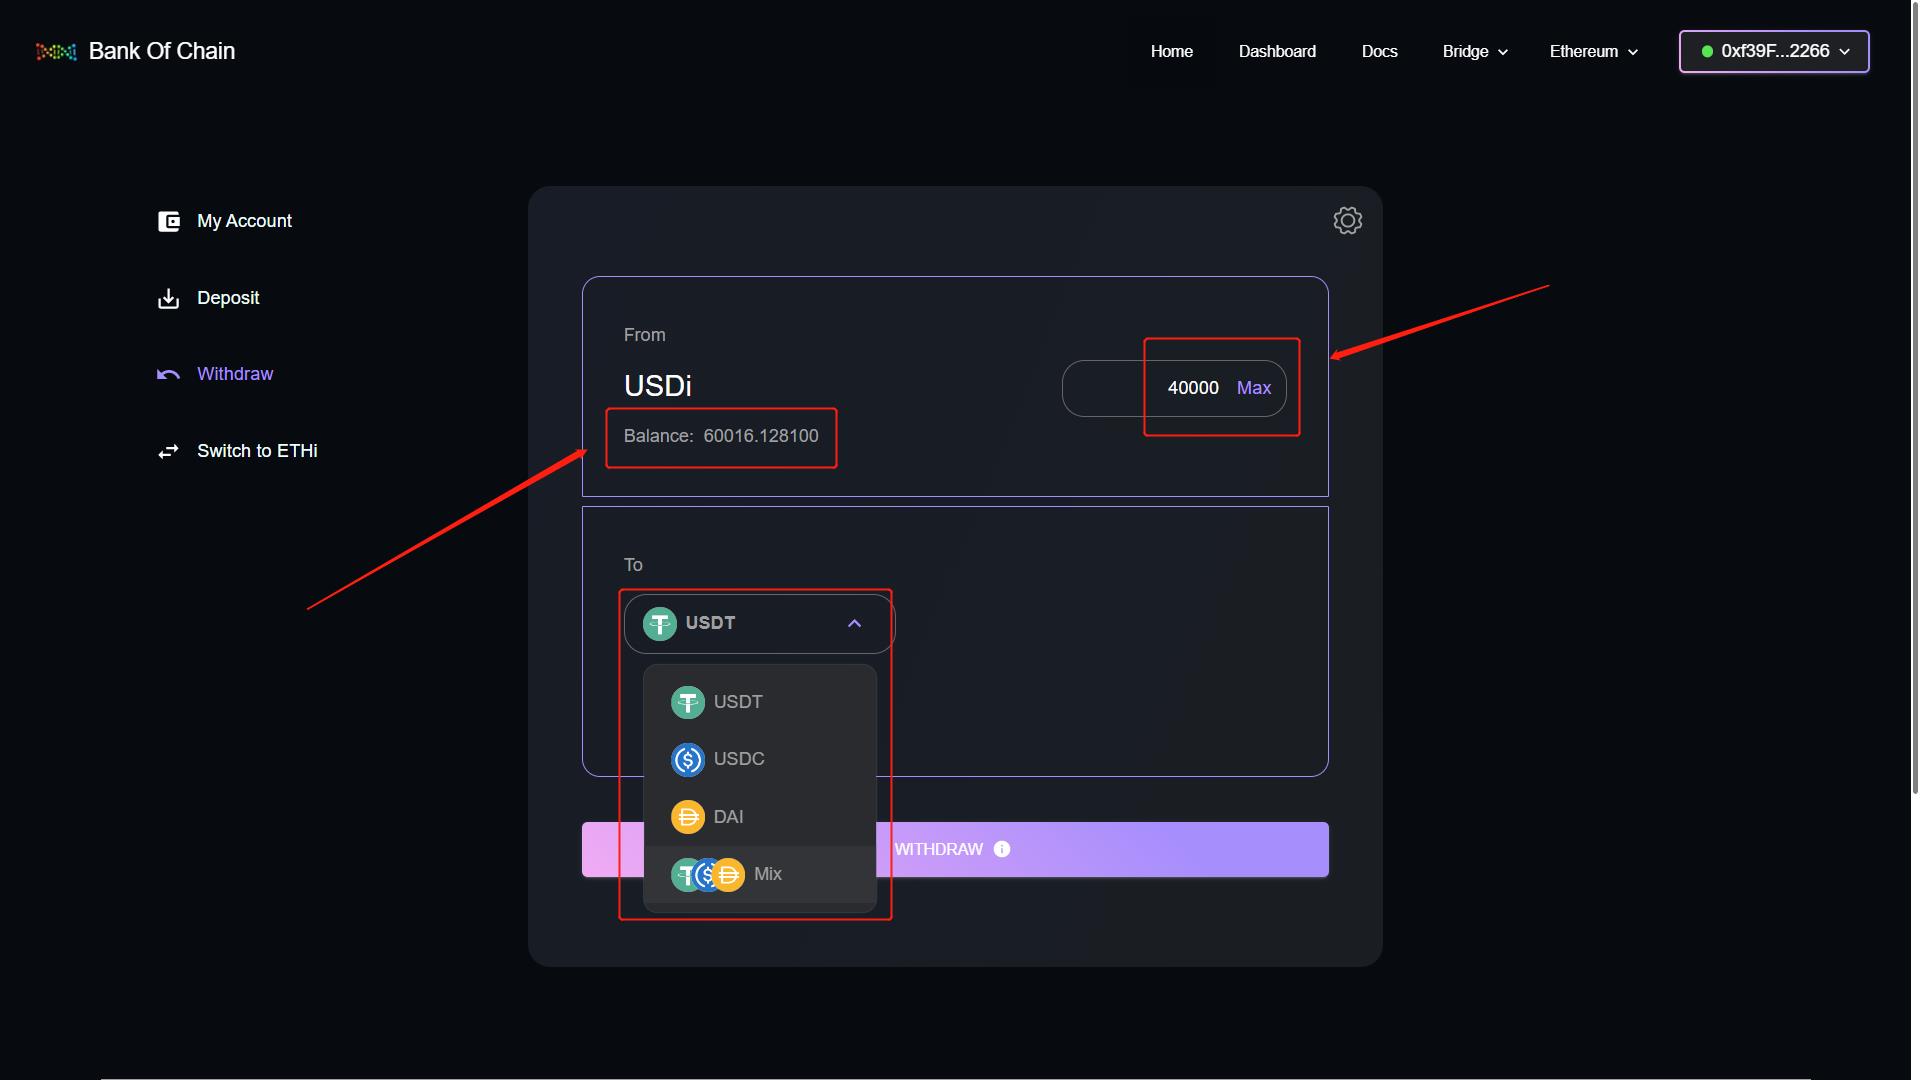 Bank Of Chain
Home
Dashboard
Docs
Bridge
Ethereum
0xf39F...2266
My Account
Deposit
Withdraw
Switch to ETHi
From
USDi
40000 Max
Balance: 60016.128100
To
USDT
USDT
USDC
DAI
Mix
WITHDRAW